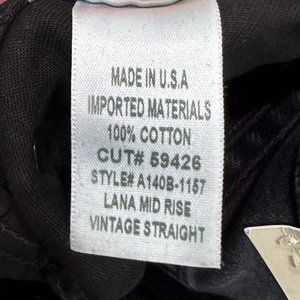 MADE IN U.S.A
IMPORTED MATERIALS
100% COTTON
CUT# 59426
STYLE# A140B-1157
LANA MID RISE
VINTAGE STRAIGHT